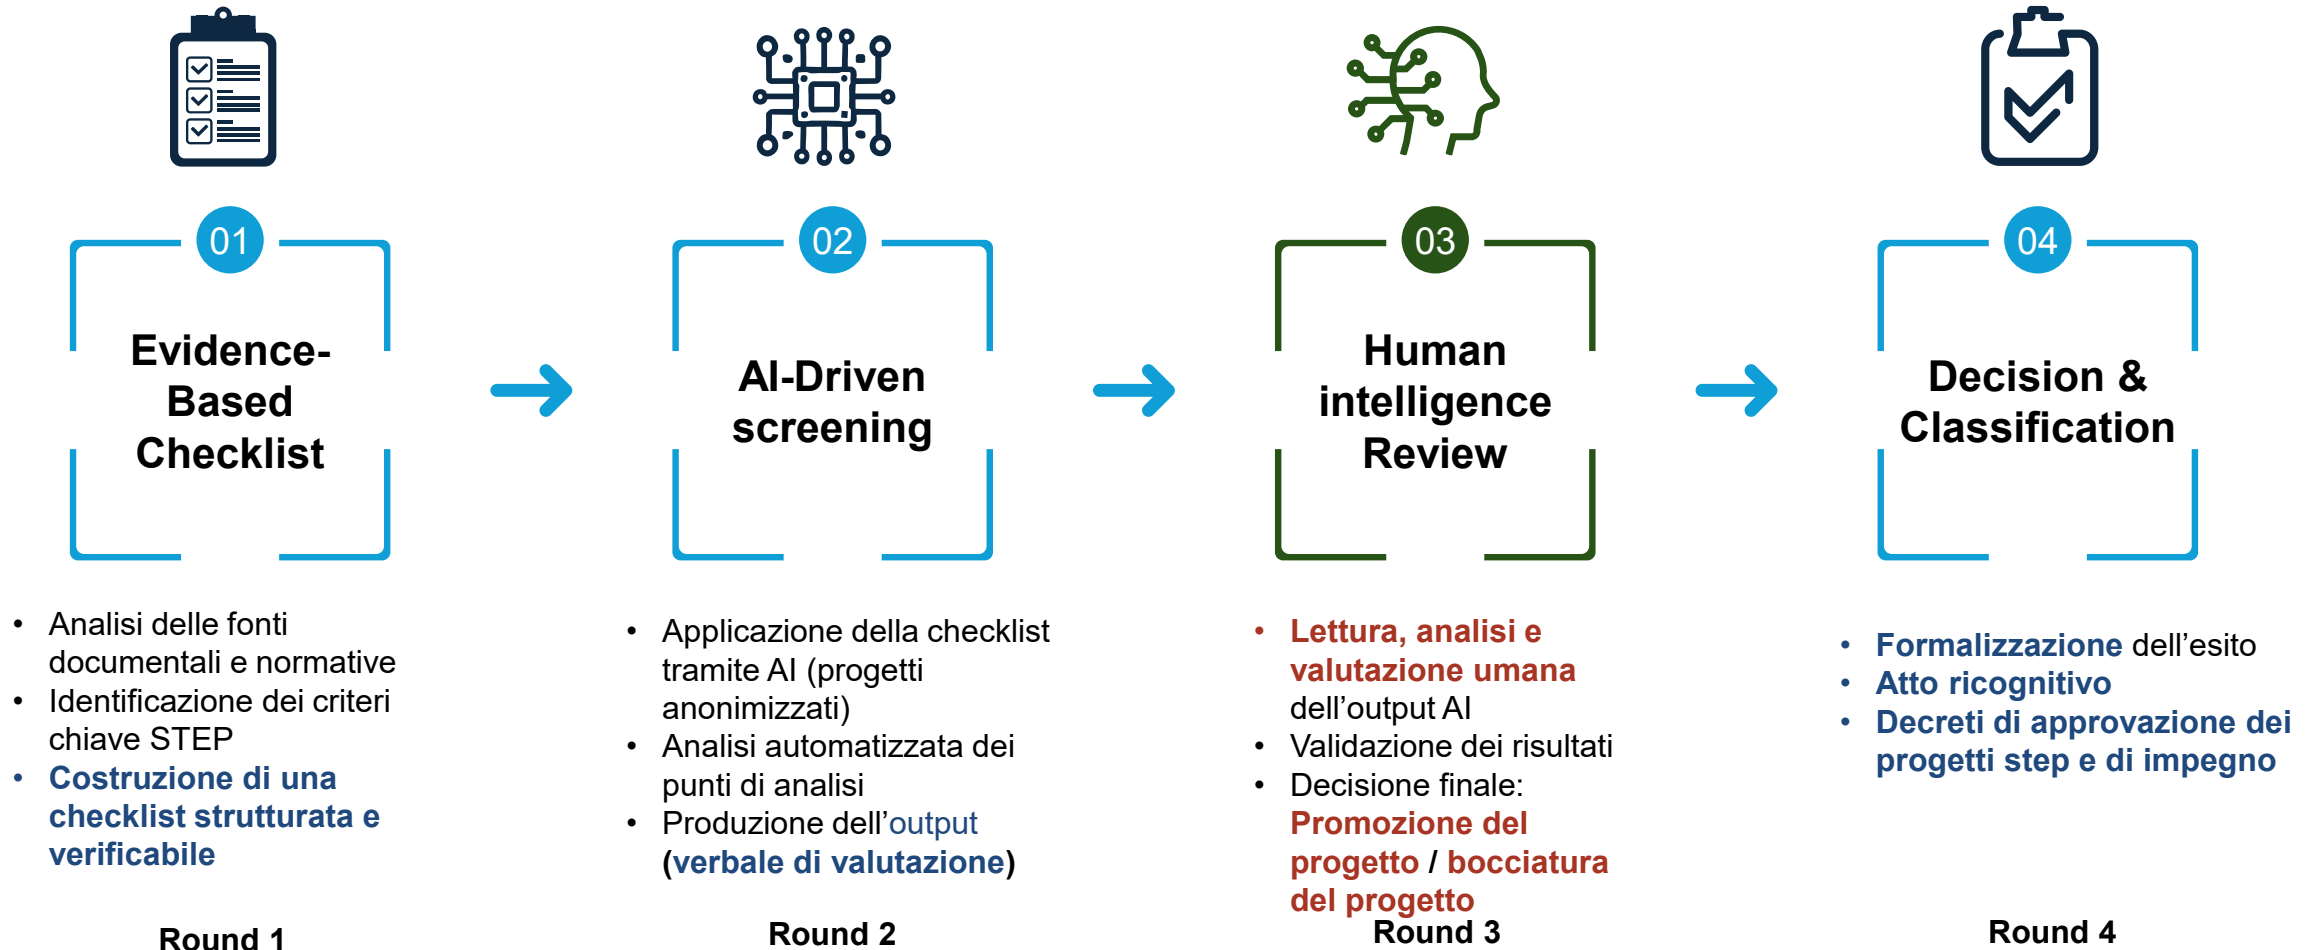 01
Evidence-
Based
Checklist
• Analisi delle fonti
documentali e normative
• Identificazione dei criteri
chiave STEP
• Costruzione di una
checklist strutturata e
verificabile
Round 1
02
AI-Driven
screening
• Applicazione della checklist
tramite AI (progetti
anonimizzati)
• Analisi automatizzata dei
punti di analisi
• Produzione dell’output
(verbale di valutazione)
Round 2
03
Human
intelligence
Review
• Lettura, analisi e
valutazione umana
dell’output AI
• Validazione dei risultati
• Decisione finale:
Promozione del
progetto / bocciatura
del progetto
Round 3
04
Decision &
Classification
• Formalizzazione dell’esito
• Atto ricognitivo
• Decreti di approvazione dei
progetti step e di impegno
Round 4